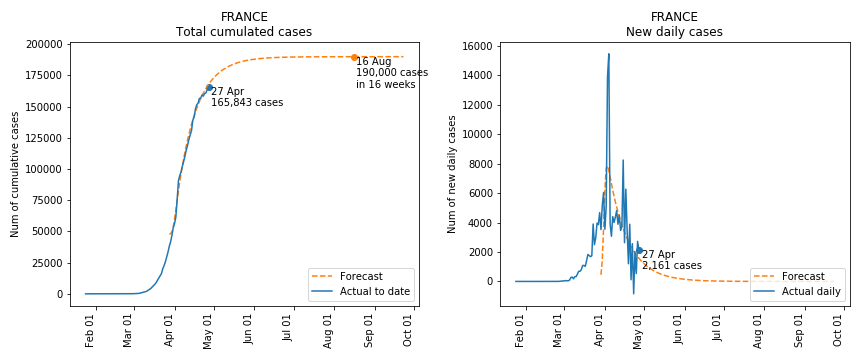 FRANCE
Total cumulated cases
Num of cumulative cases
200000
175000
150000
125000
100000
75000
50000
25000
0
16 Aug
190,000 cases
in 16 weeks
27 Apr
165,843 cases
Forecast
Actual to date
Feb 01
Mar 01
Apr 01
May 01
Jun 01
Jul 01
Aug 01
Sep 01
Oct 01
FRANCE
New daily cases
Num of new daily cases
16000
14000
12000
10000
8000
6000
4000
2000
0
27 Apr
2,161 cases
Forecast
Actual daily
Feb 01
Mar 01
Apr 01
May 01
Jun 01
Jul 01
Aug 01
Sep 01
Oct 01